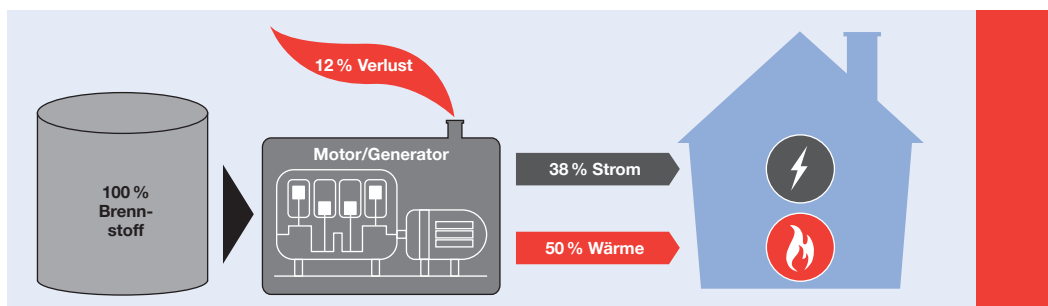 12 % Verlust
Motor/Generator
100 %
Brenn-
stoff
38 % Strom
50 % Wärme